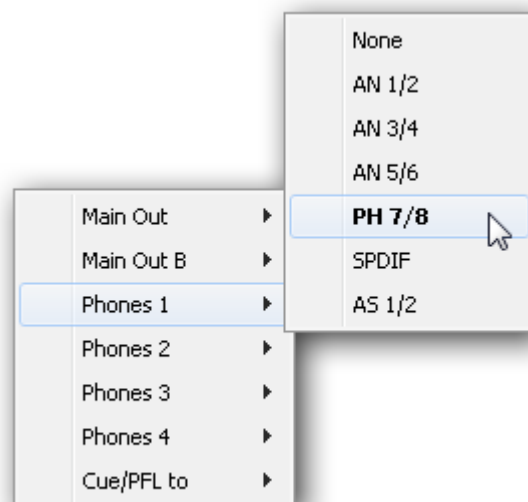 None
AN 1/2
AN 3/4
AN 5/6
PH 7/8
SPDIF
AS 1/2
Main Out
Main Out B
Phones 1
Phones 2
Phones 3
Phones 4
Cue/PFL to